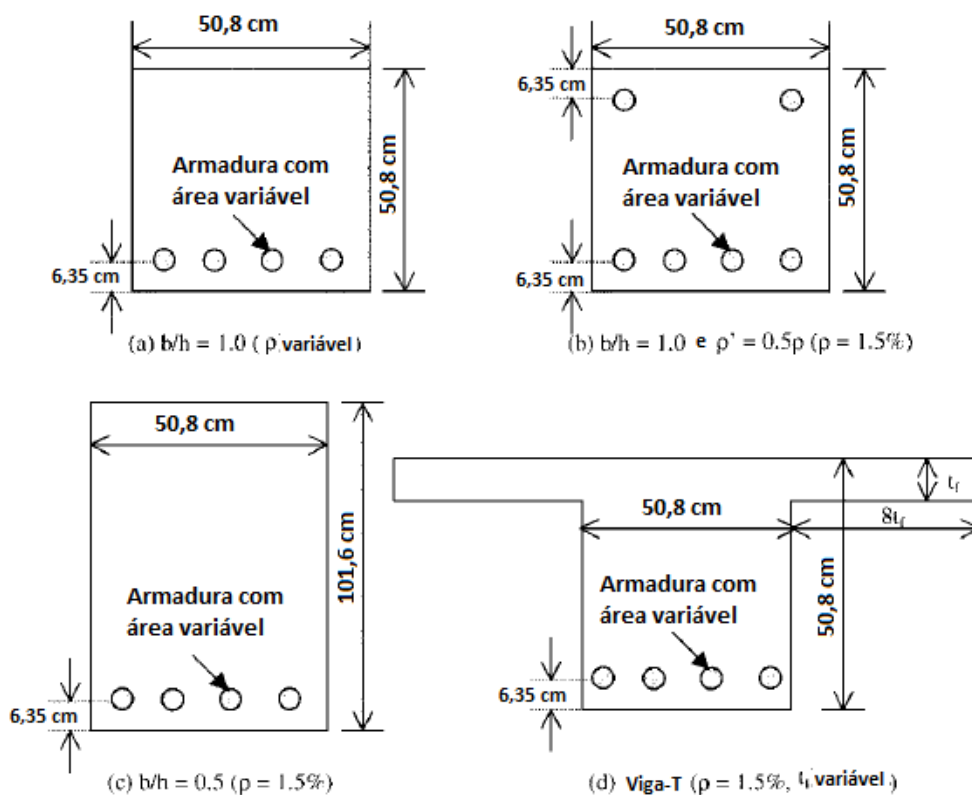 50,8 cm
50,8 cm
Armadura com
área variável
6,35 cm
(a) b/h = 1.0 ( ρ variável )
50,8 cm
6,35 cm
50,8 cm
Armadura com
área variável
6,35 cm
(b) b/h = 1.0 e ρ' = 0.5ρ (ρ = 1.5%)
50,8 cm
101,6 cm
Armadura com
área variável
6,35 cm
(c) b/h = 0.5 (ρ = 1.5%)
t_f
50,8 cm
8t_f
50,8 cm
Armadura com
área variável
6,35 cm
(d) Viga-T (ρ = 1.5%, t_f variável )